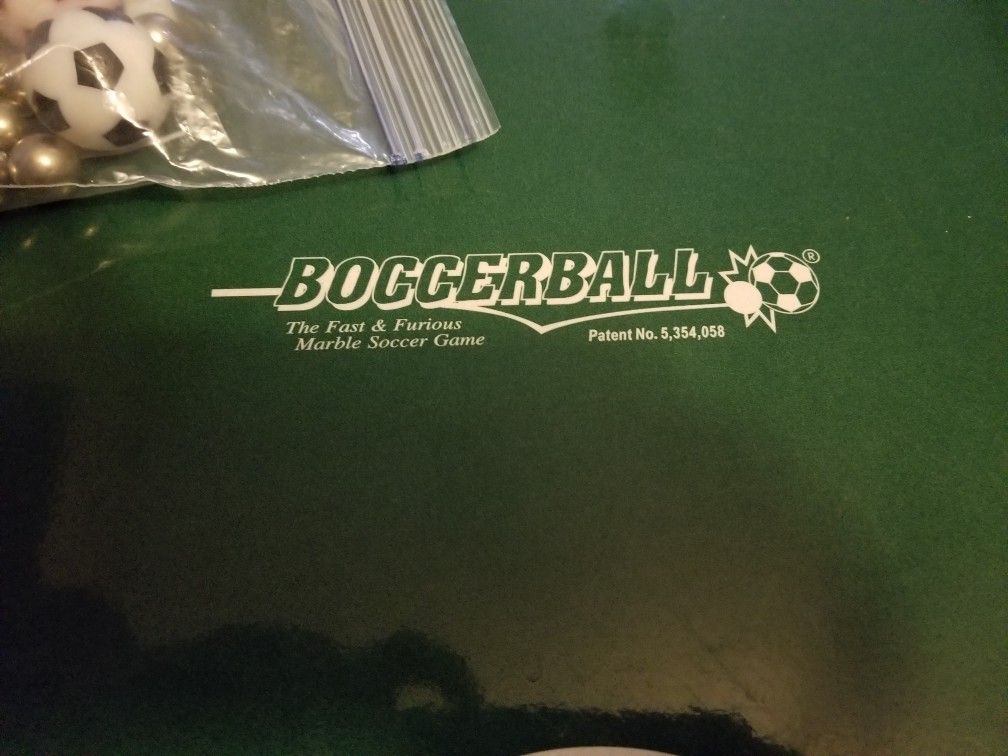 BOCCERBALL®
The Fast & Furious
Marble Soccer Game
Patent No. 5,354,058